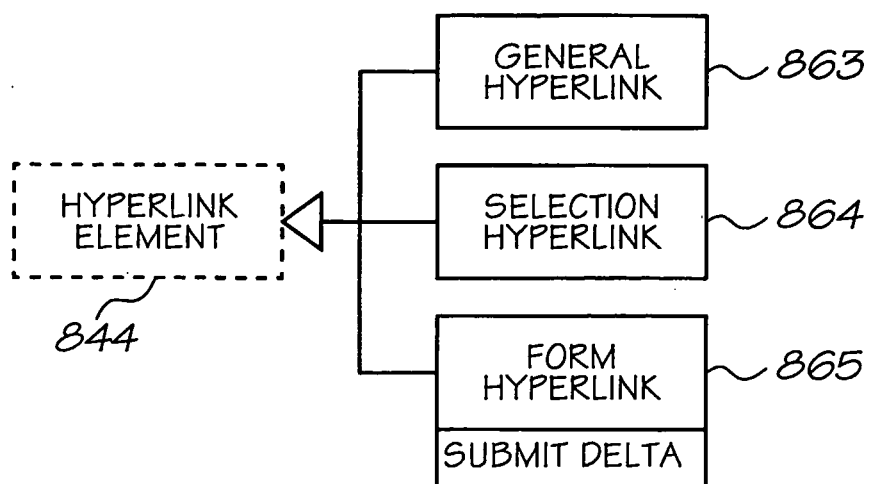 GENERAL
HYPERLINK
863
HYPERLINK
ELEMENT
844
SELECTION
HYPERLINK
864
FORM
HYPERLINK
865
SUBMIT DELTA